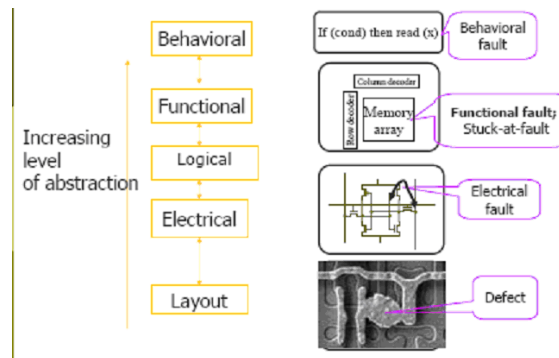 Behavioral
Functional
Logical
Electrical
Layout
Increasing
level
of abstraction
If (cond) then read (x)
Behavioral
fault
Column decoder
Row decoder
Memory
array
Functional fault;
Stuck-at-fault
Electrical
fault
Defect